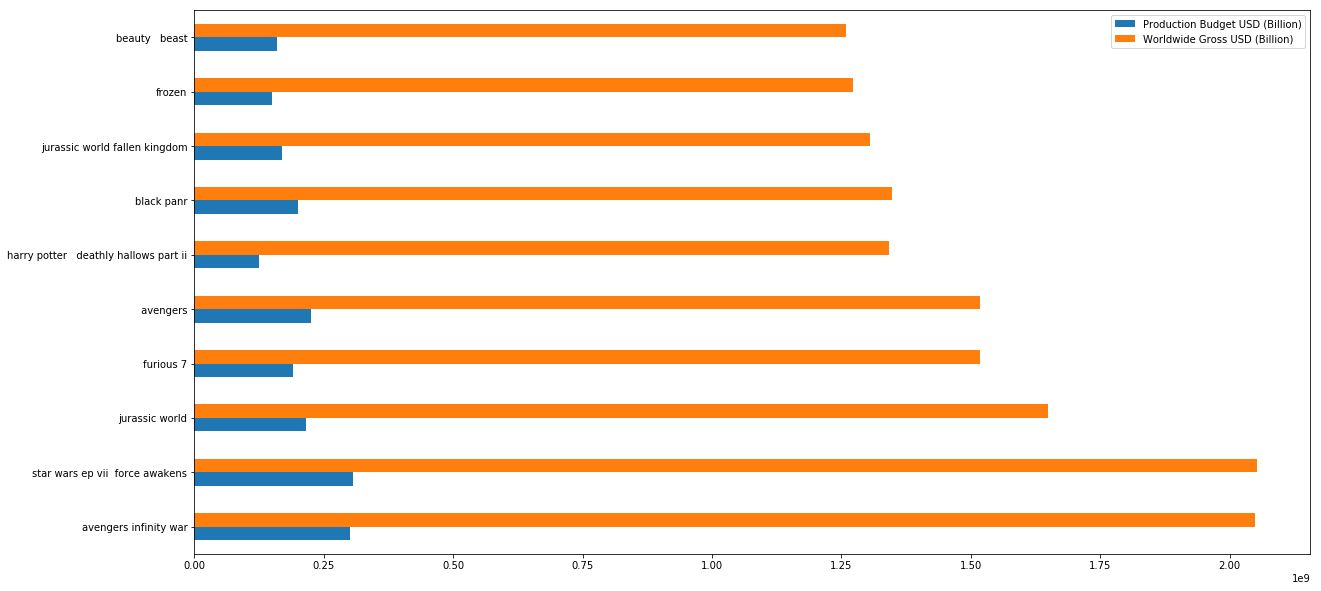 Production Budget USD (Billion)
Worldwide Gross USD (Billion)
beauty   beast
frozen
jurassic world fallen kingdom
black panr
harry potter   deathly hallows part ii
avengers
furious 7
jurassic world
star wars ep vii  force awakens
avengers infinity war
0.00 0.25 0.50 0.75 1.00 1.25 1.50 1.75 2.00
1e9